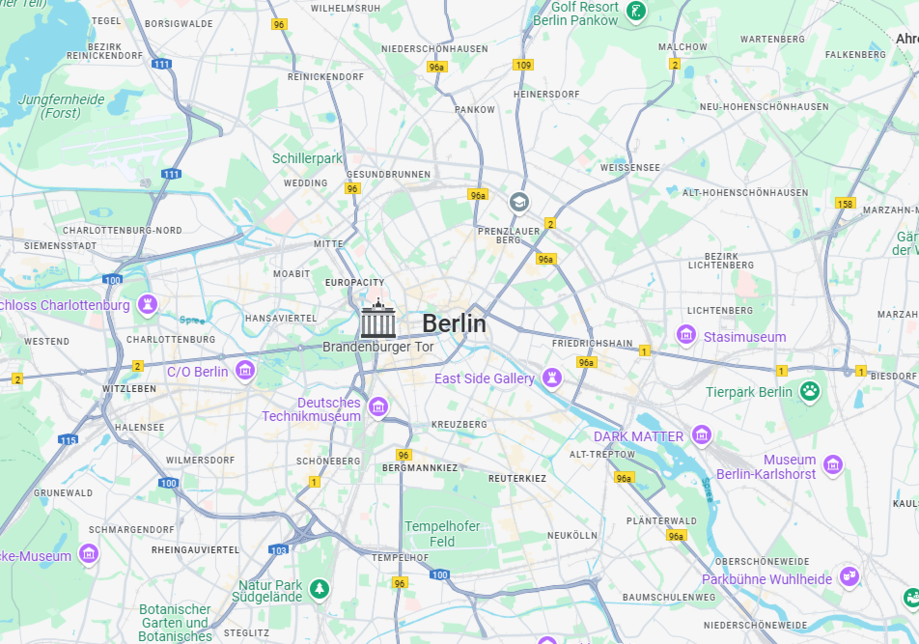 ner Teil)
TEGEL
BORSIGWALDE
96
WILHELMSRUH
Golf Resort
Berlin Pankow
BEZIRK
REINICKENDORF
111
NIEDERSCHÖNHAUSEN
96a
109
MALCHOW
2
WARTENBERG
FALKENBERG
Ahre
REINICKENDORF
HEINERSDORF
Jungfernheide
(Forst)
PANKOW
NEU-HOHENSCHÖNHAUSEN
Schillerpark
111
WEDDING
GESUNDBRUNNEN
96
96a
WEISSENSEE
ALT-HOHENSCHÖNHAUSEN
158
MARZAHN-M
CHARLOTTENBURG-NORD
SIEMENSSTADT
MITTE
PRENZLAUER
BERG
2
96a
Gär
der W
BEZIRK
LICHTENBERG
100
MOABIT
EUROPACITY
chloss Charlottenburg
Spree
HANSAVIERTEL
Berlin
LICHTENBERG
MARZAHN
WESTEND
CHARLOTTENBURG
Brandenburger Tor
FRIEDRICHSHAIN
1
Stasimuseum
2
2
C/O Berlin
96a
1
1
BIESDORF
WITZLEBEN
East Side Gallery
Tierpark Berlin
Deutsches
Technikmuseum
115
HALENSEE
KREUZBERG
DARK MATTER
ALT-TREPTOW
WILMERSDORF
SCHÖNEBERG
96
BERGMANNKIEZ
Museum
Berlin-Karlshorst
100
1
REUTERKIEZ
96a
Spree
GRUNEWALD
KAULS
SCHMARGENDORF
Tempelhofer
Feld
PLÄNTERWALD
96a
NEUKÖLLN
cke-Museum
RHEINGAUVIERTEL
103
TEMPELHOF
100
96
OBERSCHÖNEWEIDE
Parkbühne Wuhlheide
Natur Park
Südgelände
BAUMSCHULENWEG
Botanischer
Garten und
Botanisches
STEGLITZ
NIEDERSCHÖNEWEIDE